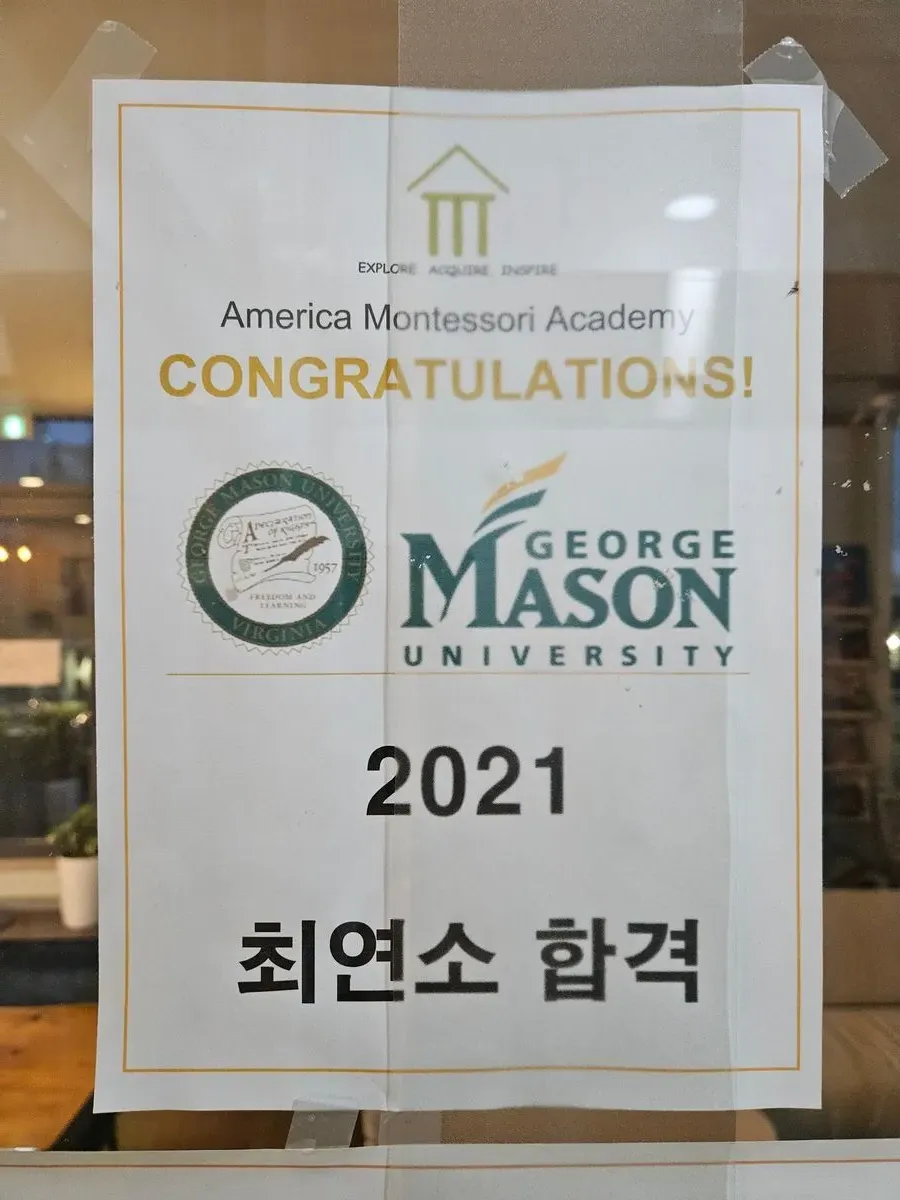 EXPLORE ACQUIRE INSPIRE
America Montessori Academy
CONGRATULATIONS!
GEORGE MASON UNIVERSITY
1957
FREEDOM AND
LEARNING
VIRGINIA
GEORGE
MASON
UNIVERSITY
2021
최연소 합격